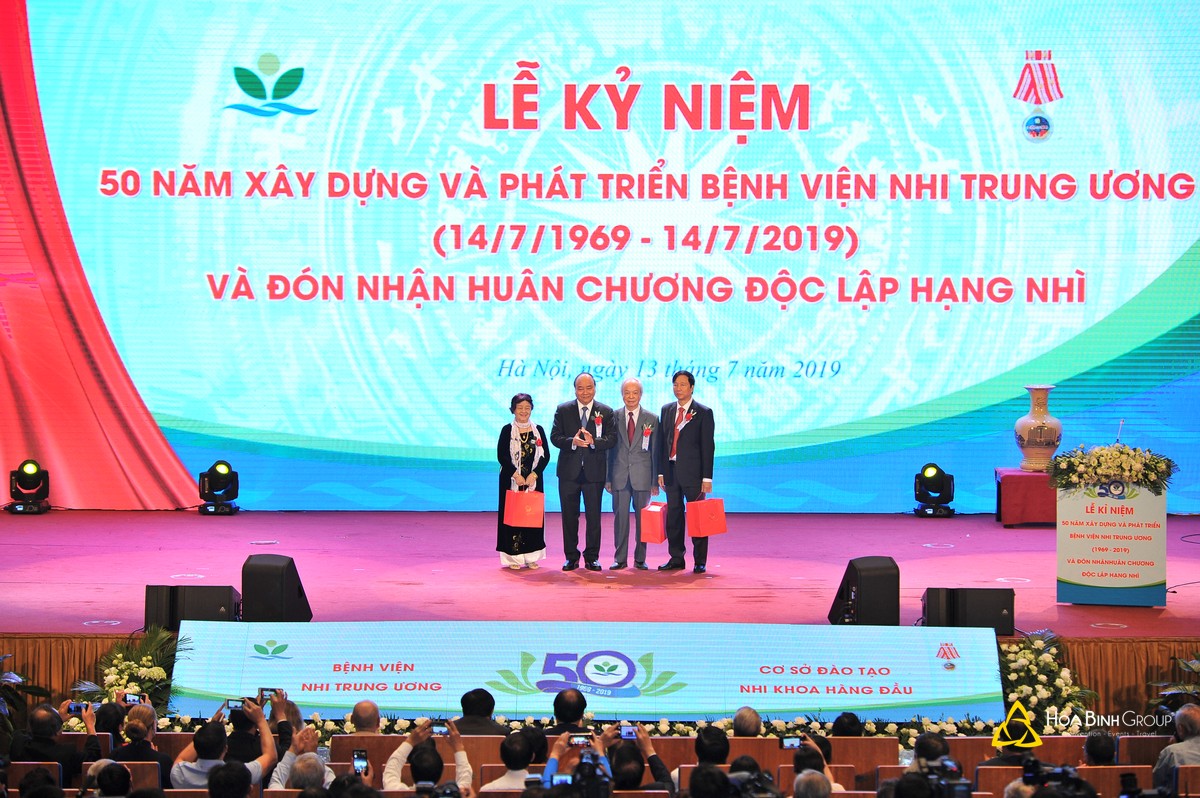 LỄ KỶ NIỆM
50 NĂM XÂY DỰNG VÀ PHÁT TRIỂN BỆNH VIỆN NHI TRUNG ƯƠNG
(14/7/1969 - 14/7/2019)
VÀ ĐÓN NHẬN HUÂN CHƯƠNG ĐỘC LẬP HẠNG NHÌ
Hà Nội, ngày 13 tháng 7 năm 2019
50
LỄ KỈ NIỆM
50 NĂM XÂY DỰNG VÀ PHÁT TRIỂN
BỆNH VIỆN NHI TRUNG ƯƠNG
(1969 - 2019)
VÀ ĐÓN NHẬNHUÂN CHƯƠNG
ĐỘC LẬP HẠNG NHÌ
BỆNH VIỆN
NHI TRUNG ƯƠNG
50
1969 - 2019
CƠ SỞ ĐÀO TẠO
NHI KHOA HÀNG ĐẦU
HOA BINH GROUP
Events - Travel